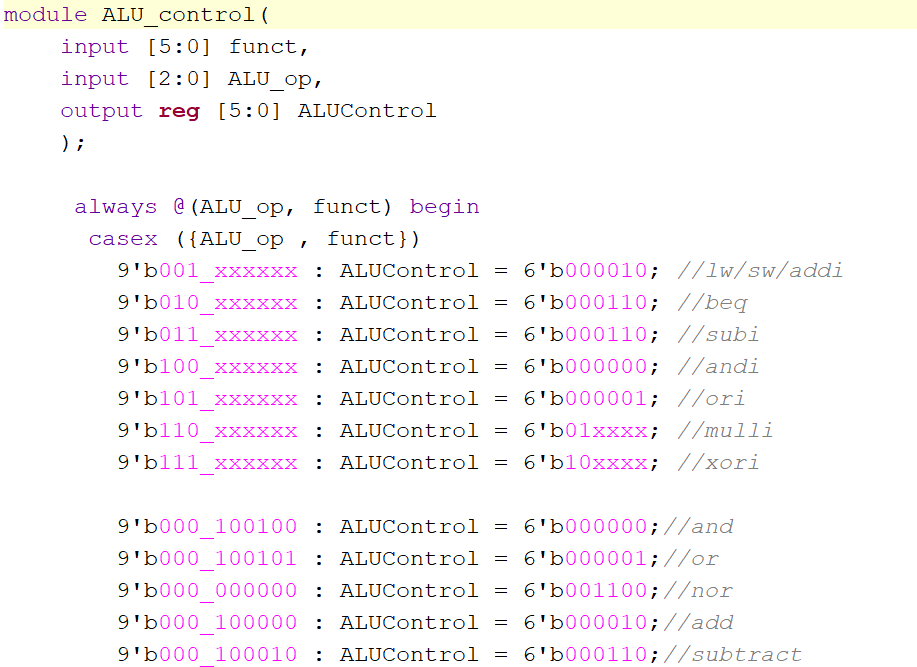 module ALU_control(
    input [5:0] funct,
    input [2:0] ALU_op,
    output reg [5:0] ALUControl
    );

     always @(ALU_op, funct) begin
      casex ({ALU_op , funct})
        9'b001_xxxxxx : ALUControl = 6'b000010; //lw/sw/addi
        9'b010_xxxxxx : ALUControl = 6'b000110; //beq
        9'b011_xxxxxx : ALUControl = 6'b000110; //subi
        9'b100_xxxxxx : ALUControl = 6'b000000; //andi
        9'b101_xxxxxx : ALUControl = 6'b000001; //ori
        9'b110_xxxxxx : ALUControl = 6'b01xxxx; //mulli
        9'b111_xxxxxx : ALUControl = 6'b10xxxx; //xori

        9'b000_100100 : ALUControl = 6'b000000;//and
        9'b000_100101 : ALUControl = 6'b000001;//or
        9'b000_000000 : ALUControl = 6'b001100;//nor
        9'b000_100000 : ALUControl = 6'b000010;//add
        9'b000_100010 : ALUControl = 6'b000110;//subtract